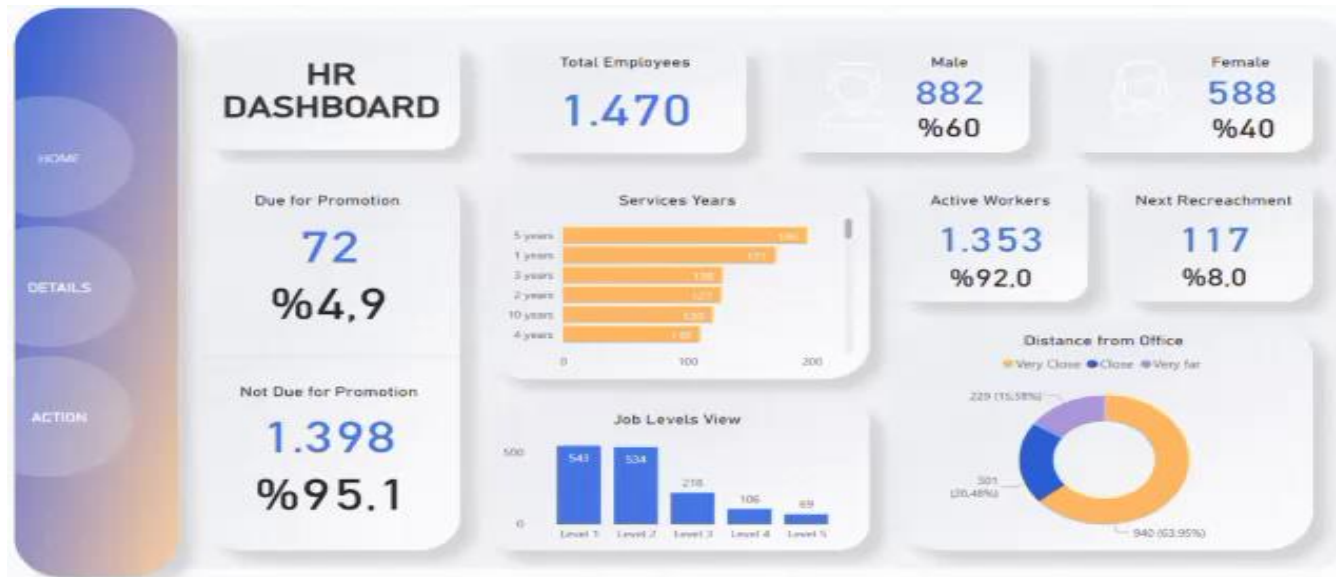 HR
DASHBOARD
Total Employees
1.470
Male
882
%60
Female
588
%40
HOME
DETAILS
ACTION
Due for Promotion
72
%4,9
Not Due for Promotion
1.398
%95.1
Services Years
5 years
1 years
3 years
2 years
10 years
4 years
0 100 200
Active Workers
1.353
%92.0
Next Recreachment
117
%8.0
Job Levels View
500
0
543
534
218
106
69
Level 1 Level 2 Level 3 Level 4 Level 5
Distance from Office
Very Close Close Very far
229 (15.58%)
301
(20.48%)
940 (63.95%)